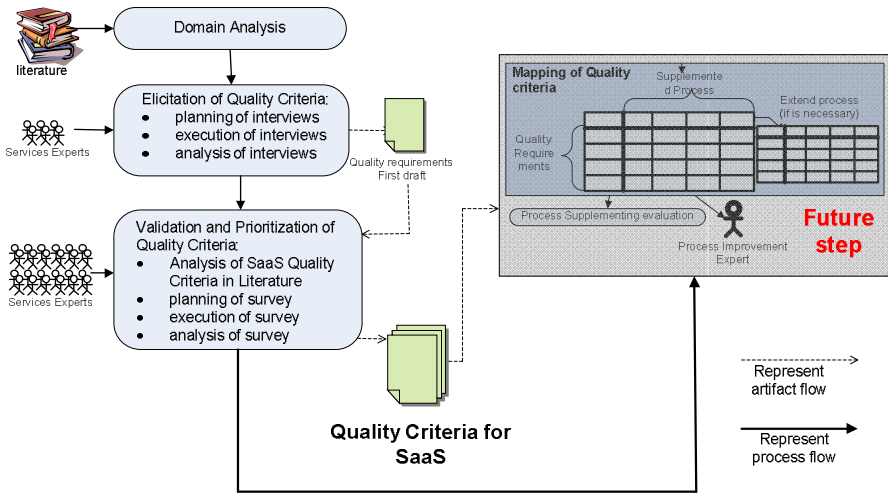 literature
Domain Analysis
Elicitation of Quality Criteria:
• planning of interviews
• execution of interviews
• analysis of interviews
Services Experts
Quality requirements
First draft
Validation and Prioritization of
Quality Criteria:
• Analysis of SaaS Quality
Criteria in Literature
• planning of survey
• execution of survey
• analysis of survey
Services Experts
Quality Criteria for
SaaS
Mapping of Quality
criteria
Supplemente
d Process
Extend process
(if is necessary)
Quality
Require
ments
Process Supplementing evaluation
Process Improvement
Expert
Future
step
Represent
artifact flow
Represent
process flow